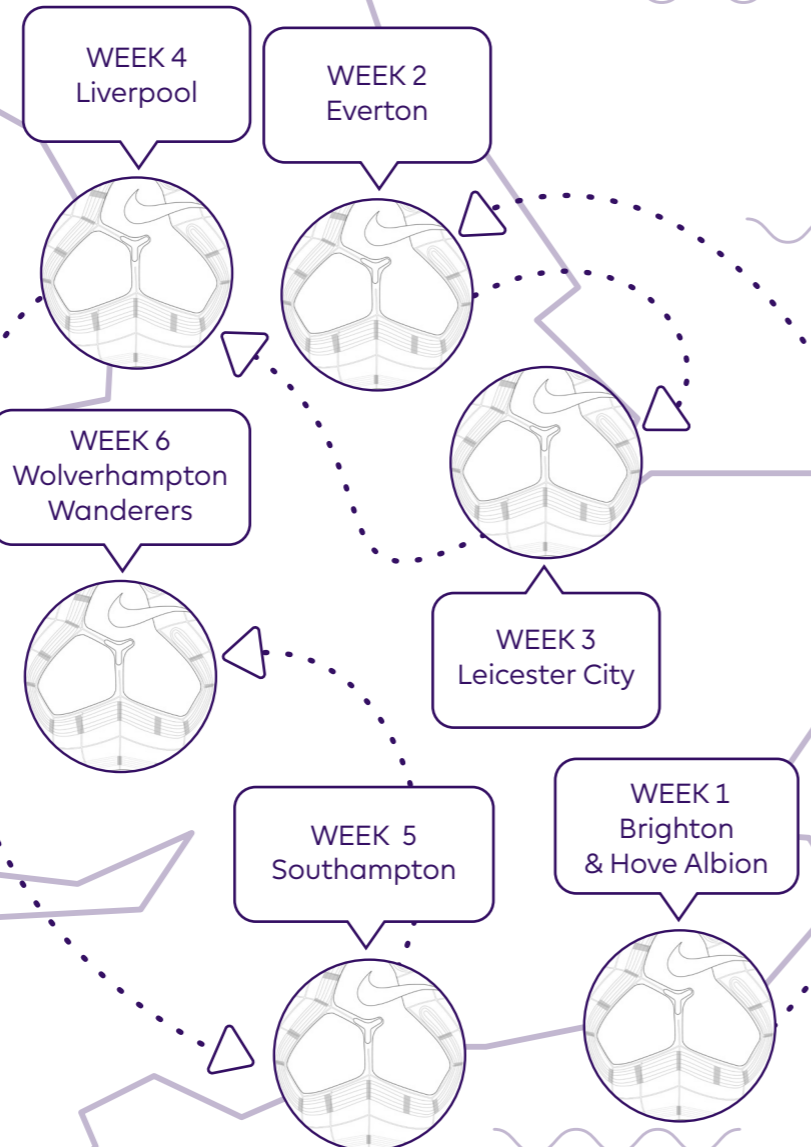 WEEK 4
Liverpool
WEEK 2
Everton
WEEK 6
Wolverhampton
Wanderers
WEEK 3
Leicester City
WEEK 5
Southampton
WEEK 1
Brighton
& Hove Albion